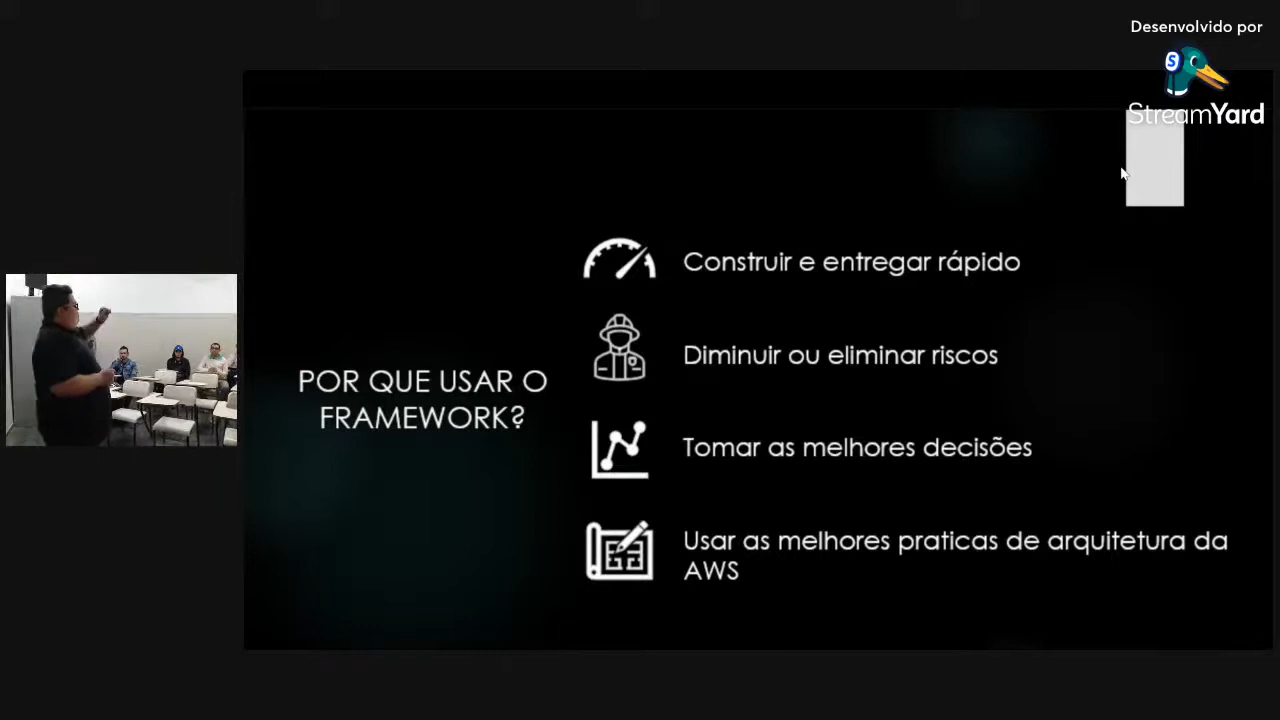 Desenvolvido por
StreamYard
Construir e entregar rápido
Diminuir ou eliminar riscos
POR QUE USAR O
FRAMEWORK?
Tomar as melhores decisões
Usar as melhores praticas de arquitetura da
AWS